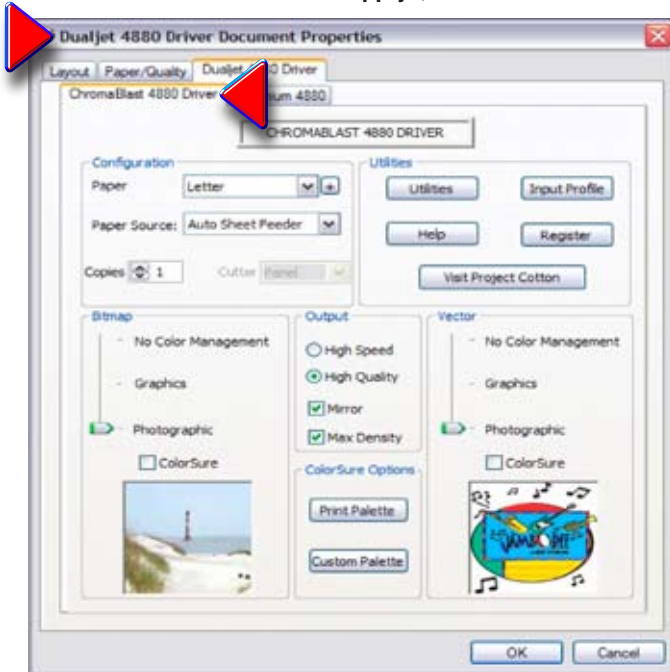 Dualjet 4880 Driver Document Properties
Layout Paper/Quality Driver
ChromaBlast 4880 Driver 4880
CHROMABLAST 4880 DRIVER
Configuration
Paper Letter +
Paper Source: Auto Sheet Feeder
Copies 1 Cutter Panel
Utilities
Utilities Input Profile
Help Register
Visit Project Cotton
Bitmap
No Color Management
Graphics
Photographic
ColorSure
Output
High Speed
High Quality
Mirror
Max Density
ColorSure Options
Print Palette
Custom Palette
Vector
No Color Management
Photographic
ColorSure
JAMBOREE
OK Cancel